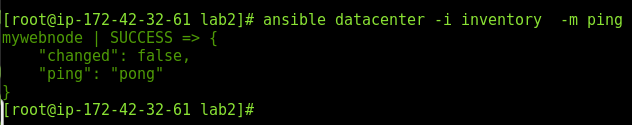 [root@ip-172-42-32-61 lab2]# ansible datacenter -i inventory  -m ping
mywebnode | SUCCESS => {
    "changed": false,
    "ping": "pong"
}
[root@ip-172-42-32-61 lab2]#